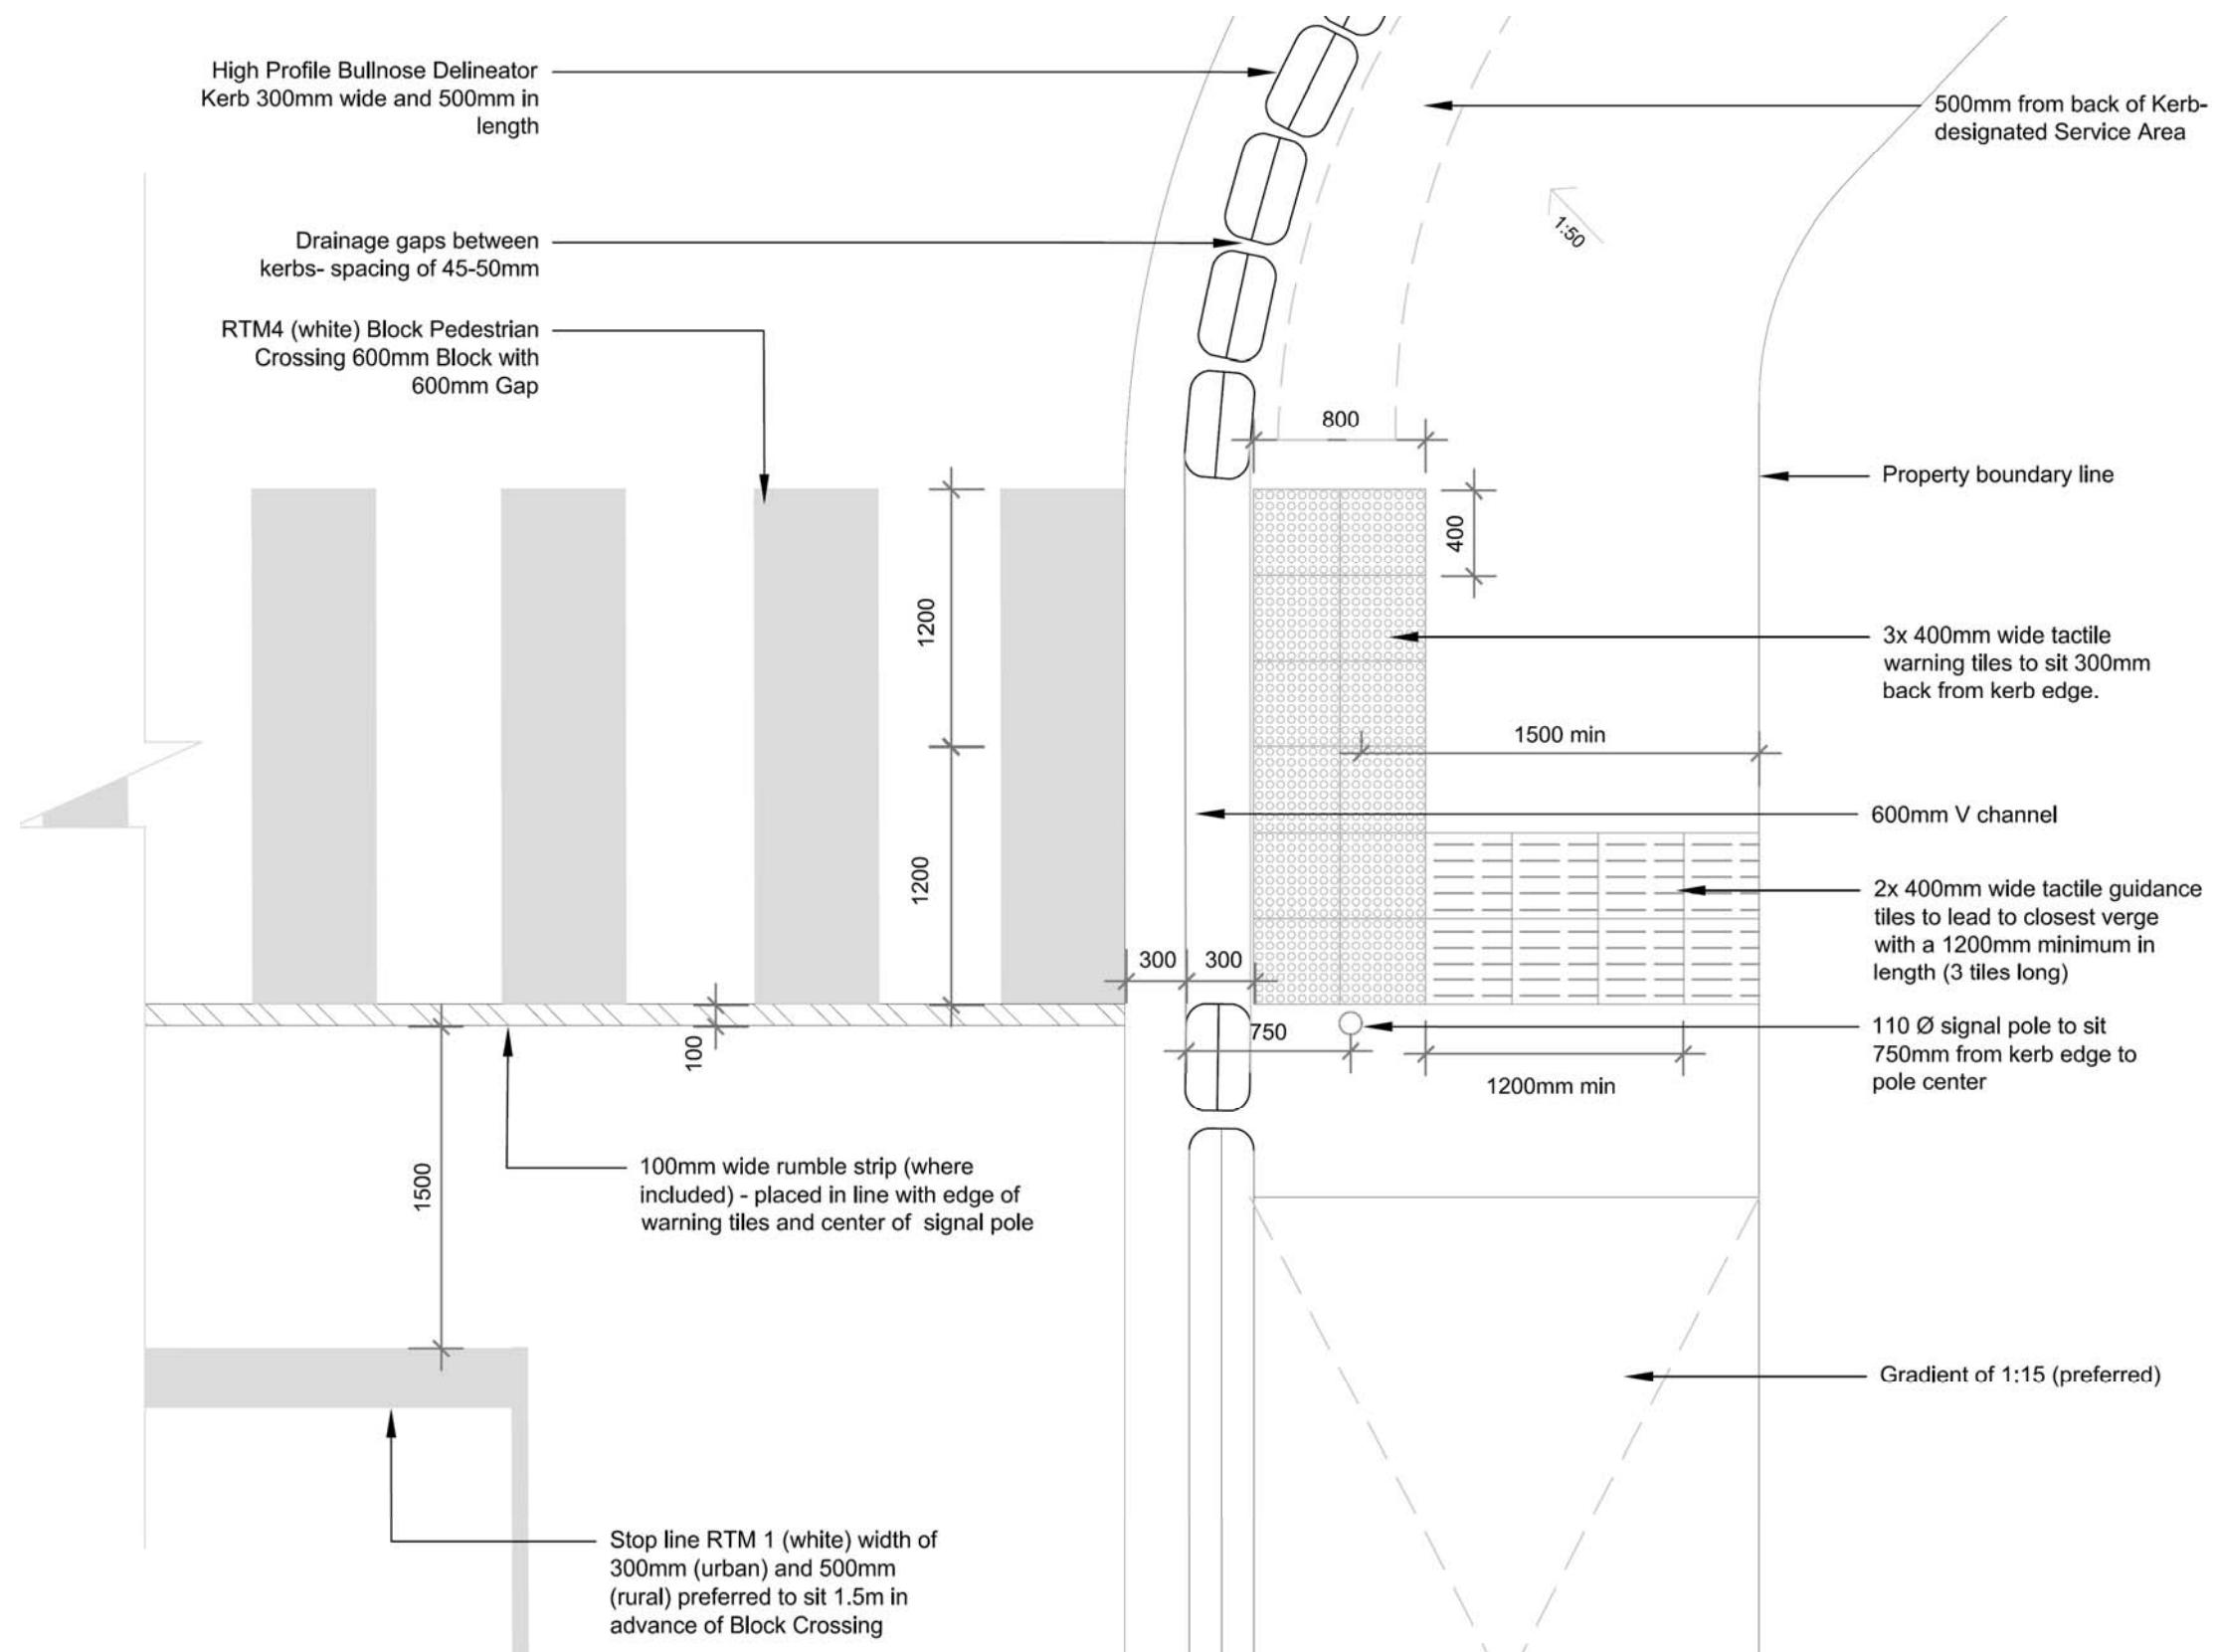 High Profile Bullnose Delineator
Kerb 300mm wide and 500mm in
length
500mm from back of Kerb-
designated Service Area
Drainage gaps between
kerbs- spacing of 45-50mm
1:50
RTM4 (white) Block Pedestrian
Crossing 600mm Block with
600mm Gap
800
Property boundary line
400
1200
3x 400mm wide tactile
warning tiles to sit 300mm
back from kerb edge.
1500 min
600mm V channel
1200
2x 400mm wide tactile guidance
tiles to lead to closest verge
with a 1200mm minimum in
length (3 tiles long)
300
300
750
100
110 Ø signal pole to sit
750mm from kerb edge to
pole center
1200mm min
1500
100mm wide rumble strip (where
included) - placed in line with edge of
warning tiles and center of signal pole
Gradient of 1:15 (preferred)
Stop line RTM 1 (white) width of
300mm (urban) and 500mm
(rural) preferred to sit 1.5m in
advance of Block Crossing